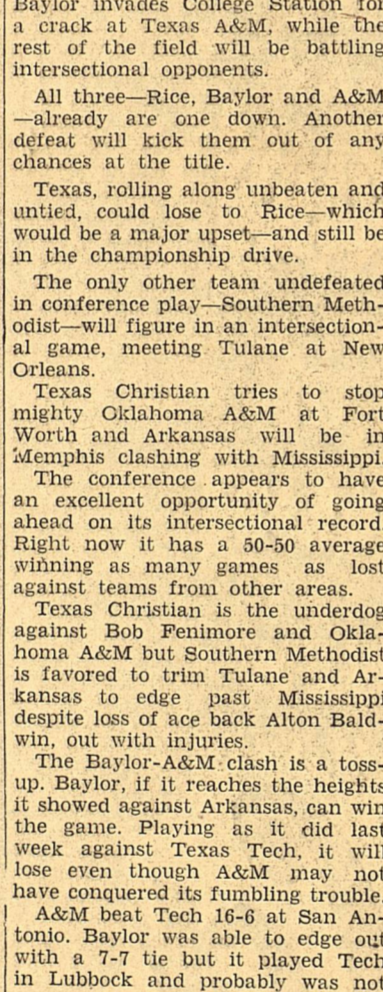 Baylor invades College Station for
a crack at Texas A&M, while the
rest of the field will be battling
intersectional opponents.
All three—Rice, Baylor and A&M
—already are one down. Another
defeat will kick them out of any
chances at the title.
Texas, rolling along unbeaten and
untied, could lose to Rice—which
would be a major upset—and still be
in the championship drive.
The only other team undefeated
in conference play—Southern Meth-
odist—will figure in an intersection-
al game, meeting Tulane at New
Orleans.
Texas Christian tries to stop
mighty Oklahoma A&M at Fort
Worth and Arkansas will be in
Memphis clashing with Mississippi.
The conference appears to have
an excellent opportunity of going
ahead on its intersectional record.
Right now it has a 50-50 average
winning as many games as lost
against teams from other areas.
Texas Christian is the underdog
against Bob Fenimore and Okla-
homa A&M but Southern Methodist
is favored to trim Tulane and Ar-
kansas to edge past Mississippi
despite loss of ace back Alton Bald-
win, out with injuries.
The Baylor-A&M clash is a toss-
up. Baylor, if it reaches the heights
it showed against Arkansas, can win
the game. Playing as it did last
week against Texas Tech, it will
lose even though A&M may not
have conquered its fumbling trouble.
A&M beat Tech 16-6 at San An-
tonio. Baylor was able to edge out
with a 7-7 tie but it played Tech
in Lubbock and probably was not